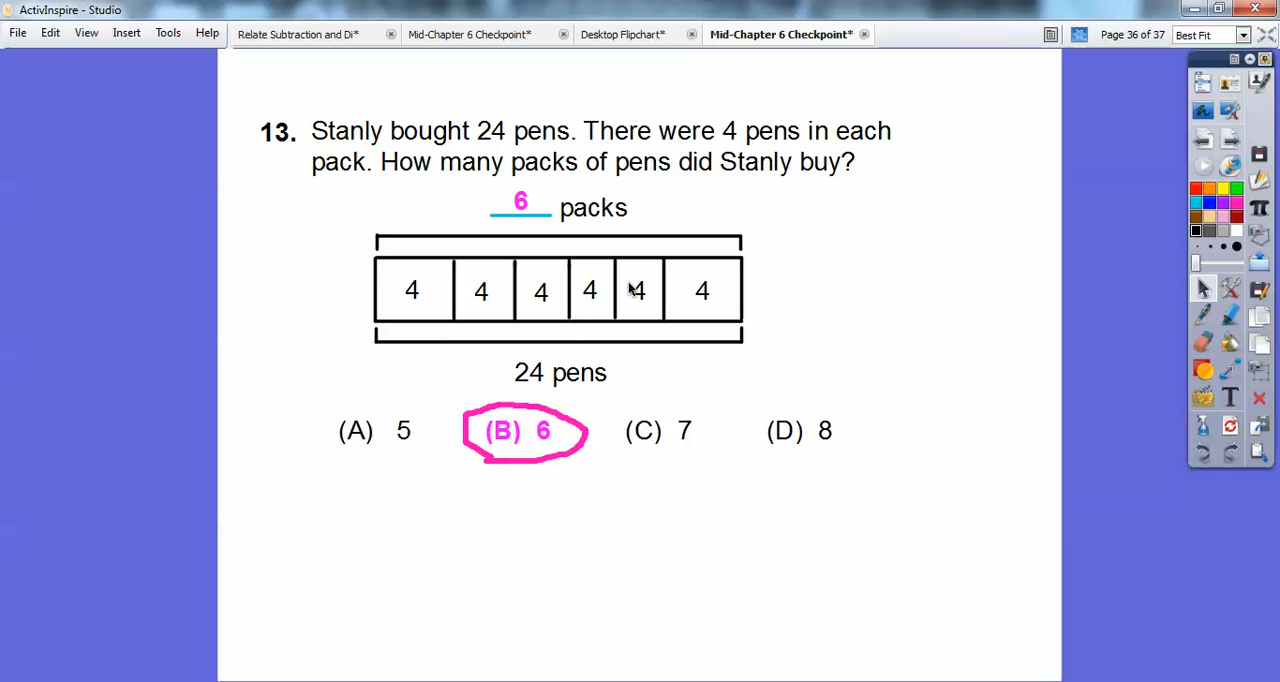 ActivInspire - Studio
File Edit View Insert Tools Help
Relate Subtraction and Di* Mid-Chapter 6 Checkpoint* Desktop Flipchart* Mid-Chapter 6 Checkpoint* Page 36 of 37 Best Fit
13. Stanly bought 24 pens. There were 4 pens in each
pack. How many packs of pens did Stanly buy?
6 packs
4 4 4 4 4 4
24 pens
(A) 5 (B) 6 (C) 7 (D) 8